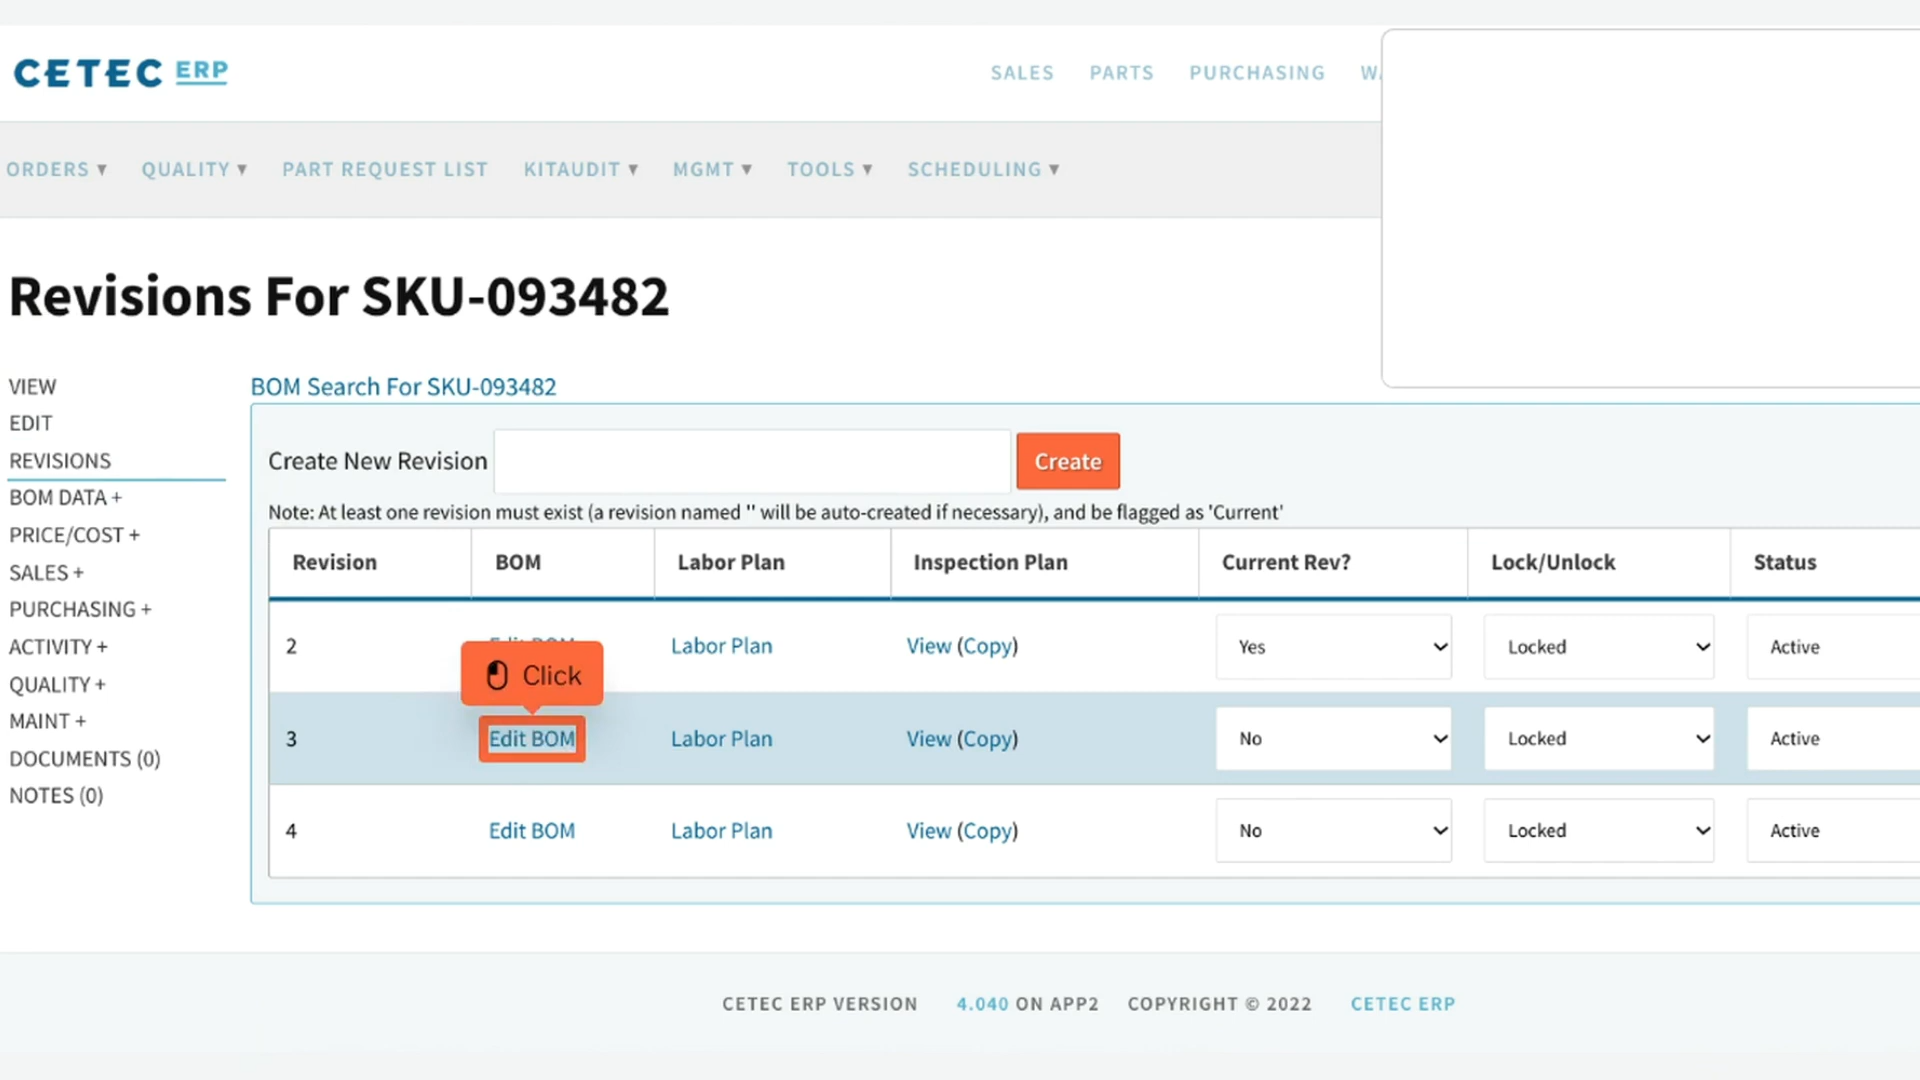 CETEC ERP
SALES PARTS PURCHASING
ORDERS ▾ QUALITY ▾ PART REQUEST LIST KITAUDIT ▾ MGMT ▾ TOOLS ▾ SCHEDULING ▾
Revisions For SKU-093482
VIEW
EDIT
REVISIONS
BOM DATA +
PRICE/COST +
SALES +
PURCHASING +
ACTIVITY +
QUALITY +
MAINT +
DOCUMENTS (0)
NOTES (0)
BOM Search For SKU-093482
Create New Revision Create
Note: At least one revision must exist (a revision named '' will be auto-created if necessary), and be flagged as 'Current'
Revision BOM Labor Plan Inspection Plan Current Rev? Lock/Unlock Status
2 Edit BOM Labor Plan View (Copy) Yes Locked Active
Click
3 Edit BOM Labor Plan View (Copy) No Locked Active
4 Edit BOM Labor Plan View (Copy) No Locked Active
CETEC ERP VERSION 4.040 ON APP2 COPYRIGHT © 2022 CETEC ERP